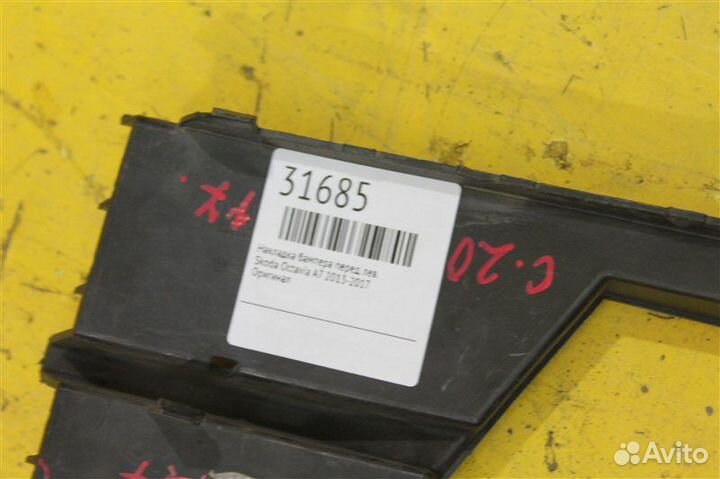 31685
Накладка бампера перед. лев.
Skoda Octavia A7 2013-2017
Оригинал
с.20
Avito